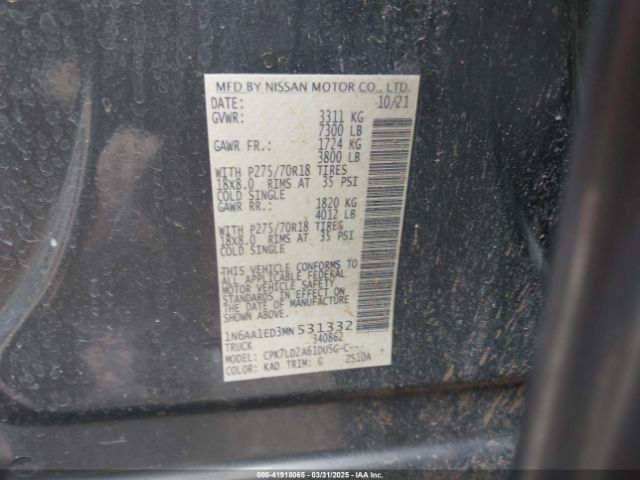 MFD BY NISSAN MOTOR CO., LTD.
DATE: 10/21
GVWR: 3311 KG
7300 LB
GAWR FR.: 1724 KG
3800 LB
WITH P275/70R18 TIRES
18X8.0 RIMS AT 35 PSI
COLD SINGLE
GAWR RR.: 1820 KG
4012 LB
WITH P275/70R18 TIRES
18X8.0 RIMS AT 35 PSI
COLD SINGLE
THIS VEHICLE CONFORMS TO
ALL APPLICABLE FEDERAL
MOTOR VEHICLE SAFETY
STANDARDS IN EFFECT ON
THE DATE OF MANUFACTURE
SHOWN ABOVE.
1N6AA1ED3MN531332
TRUCK 340862
MODEL: CPK7LD2A61DU5G-C--
COLOR: KAD TRIM: G Z51DA
000-41918065 - 03/31/2025 - IAAI.COM